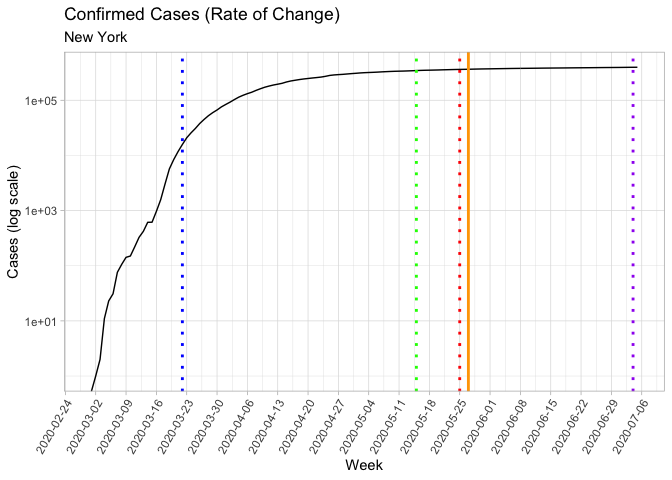 Confirmed Cases (Rate of Change)
New York
Cases (log scale)
1e+05
1e+03
1e+01
2020-02-24
2020-03-02
2020-03-09
2020-03-16
2020-03-23
2020-03-30
2020-04-06
2020-04-13
2020-04-20
2020-04-27
2020-05-04
2020-05-11
2020-05-18
2020-05-25
2020-06-01
2020-06-08
2020-06-15
2020-06-22
2020-06-29
2020-07-06
Week